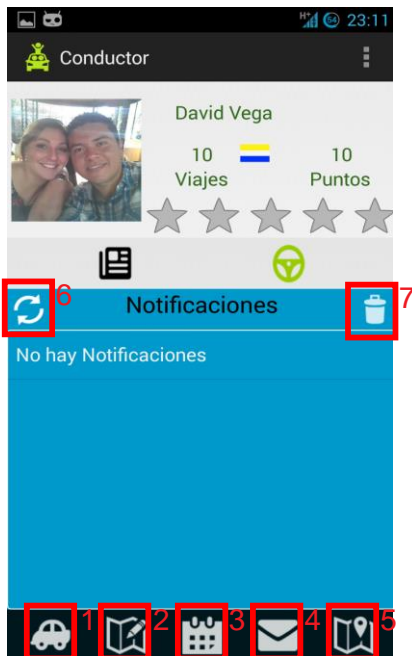 H+ 54 23:11
Conductor
David Vega
10 10
Viajes Puntos
6 Notificaciones 7
No hay Notificaciones
1 2 3 4 5